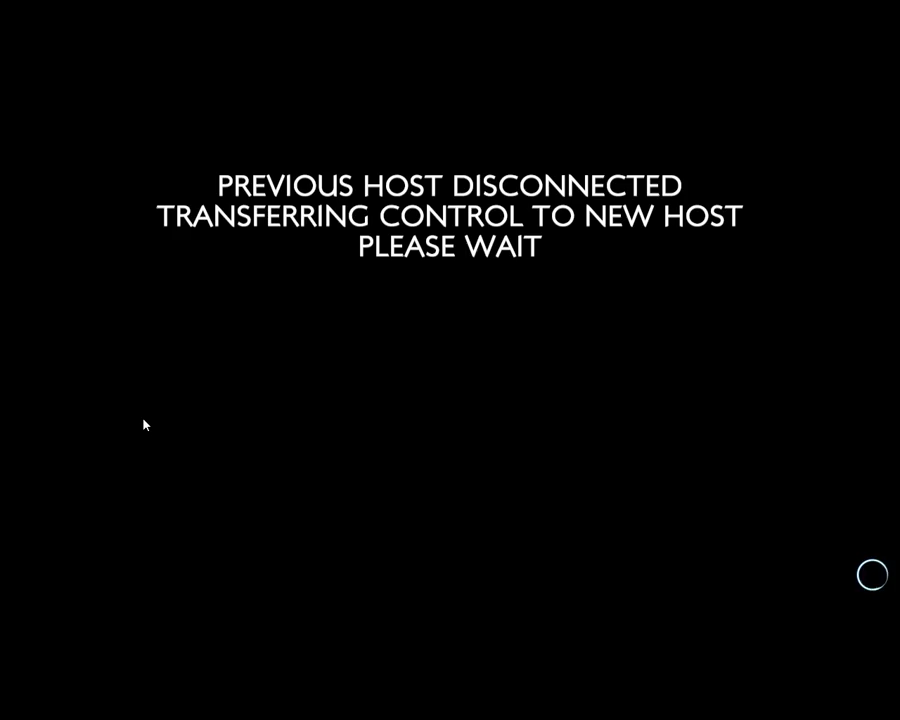 PREVIOUS HOST DISCONNECTED
TRANSFERRING CONTROL TO NEW HOST
PLEASE WAIT